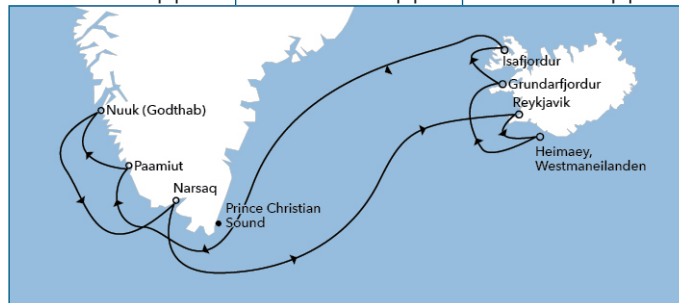 Isafjordur
Grundarfjordur
Reykjavik
Nuuk (Godthab)
Heimaey,
Westmaneilanden
Paamiut
Narsaq
Prince Christian
Sound